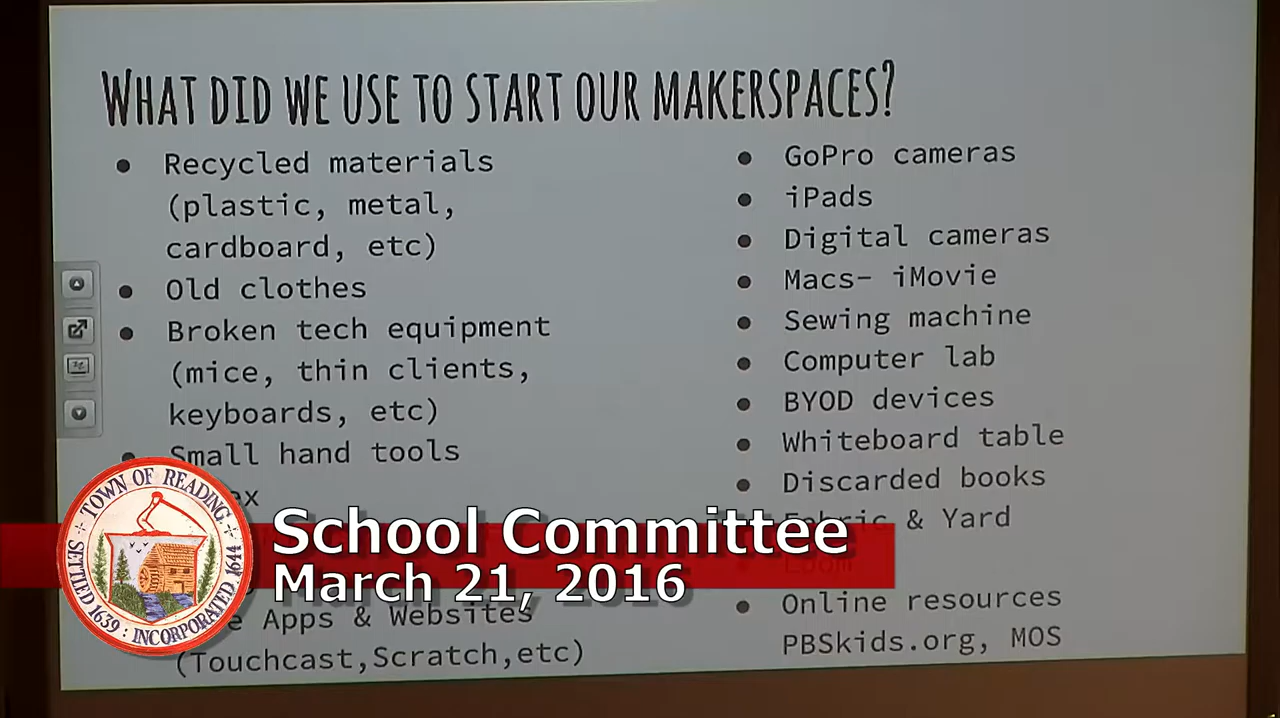 WHAT DID WE USE TO START OUR MAKERSPACES?
● Recycled materials
(plastic, metal,
cardboard, etc)
● Old clothes
● Broken tech equipment
(mice, thin clients,
keyboards, etc)
● Small hand tools
Apps & Websites
(Touchcast,Scratch,etc)
● GoPro cameras
● iPads
● Digital cameras
● Macs- iMovie
● Sewing machine
● Computer lab
● BYOD devices
● Whiteboard table
● Discarded books
Fabric & Yard
Loom
● Online resources
PBSkids.org, MOS
TOWN OF READING
SETTLED 1639 : INCORPORATED 1644
School Committee
March 21, 2016